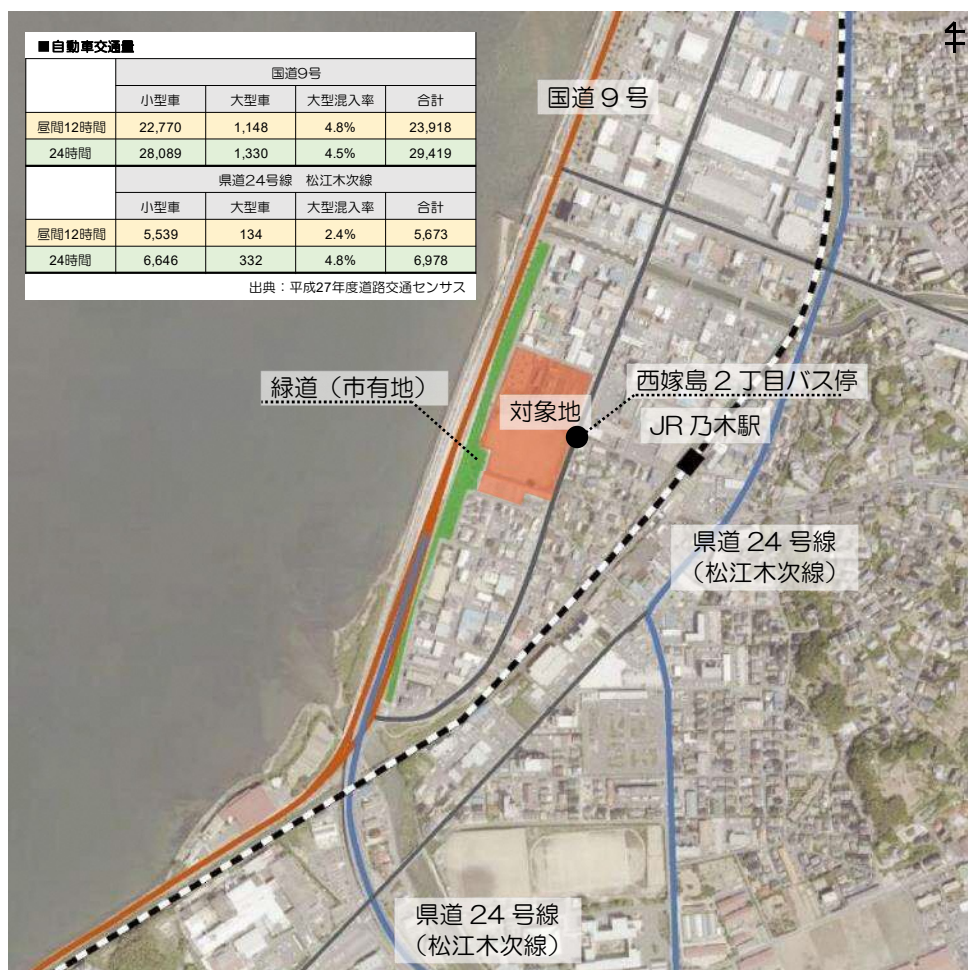 ■自動車交通量
国道9号
小型車 大型車 大型混入率 合計
昼間12時間 22,770 1,148 4.8% 23,918
24時間 28,089 1,330 4.5% 29,419
県道24号線 松江木次線
小型車 大型車 大型混入率 合計
昼間12時間 5,539 134 2.4% 5,673
24時間 6,646 332 4.8% 6,978
出典：平成27年度道路交通センサス
国道9号
緑道（市有地）
対象地
西嫁島2丁目バス停
JR乃木駅
県道24号線
（松江木次線）
県道24号線
（松江木次線）